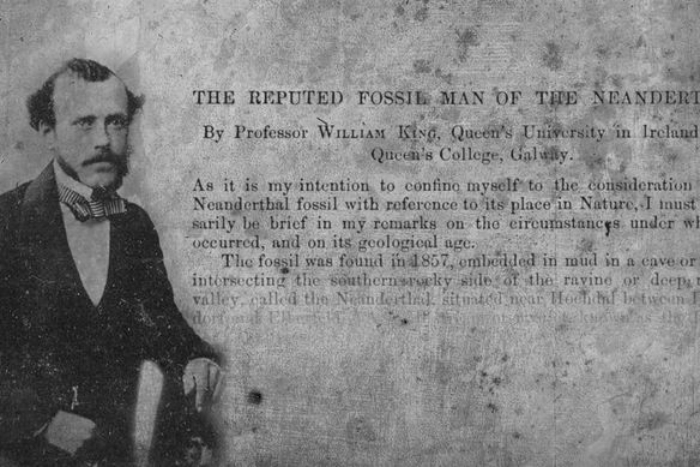 THE REPUTED FOSSIL MAN OF THE NEANDERT
By Professor WILLIAM KING, Queen's University in Ireland
Queen's College, Galway.
As it is my intention to confine myself to the consideration
Neanderthal fossil with reference to its place in Nature, I must
sarily be brief in my remarks on the circumstances under wh
occurred, and on its geological age.
The fossil was found in 1857, embedded in mud in a cave or
intersecting the southern rocky side of the ravine or deep
valley, called the Neanderthal, situated near Hochdal between
known as the